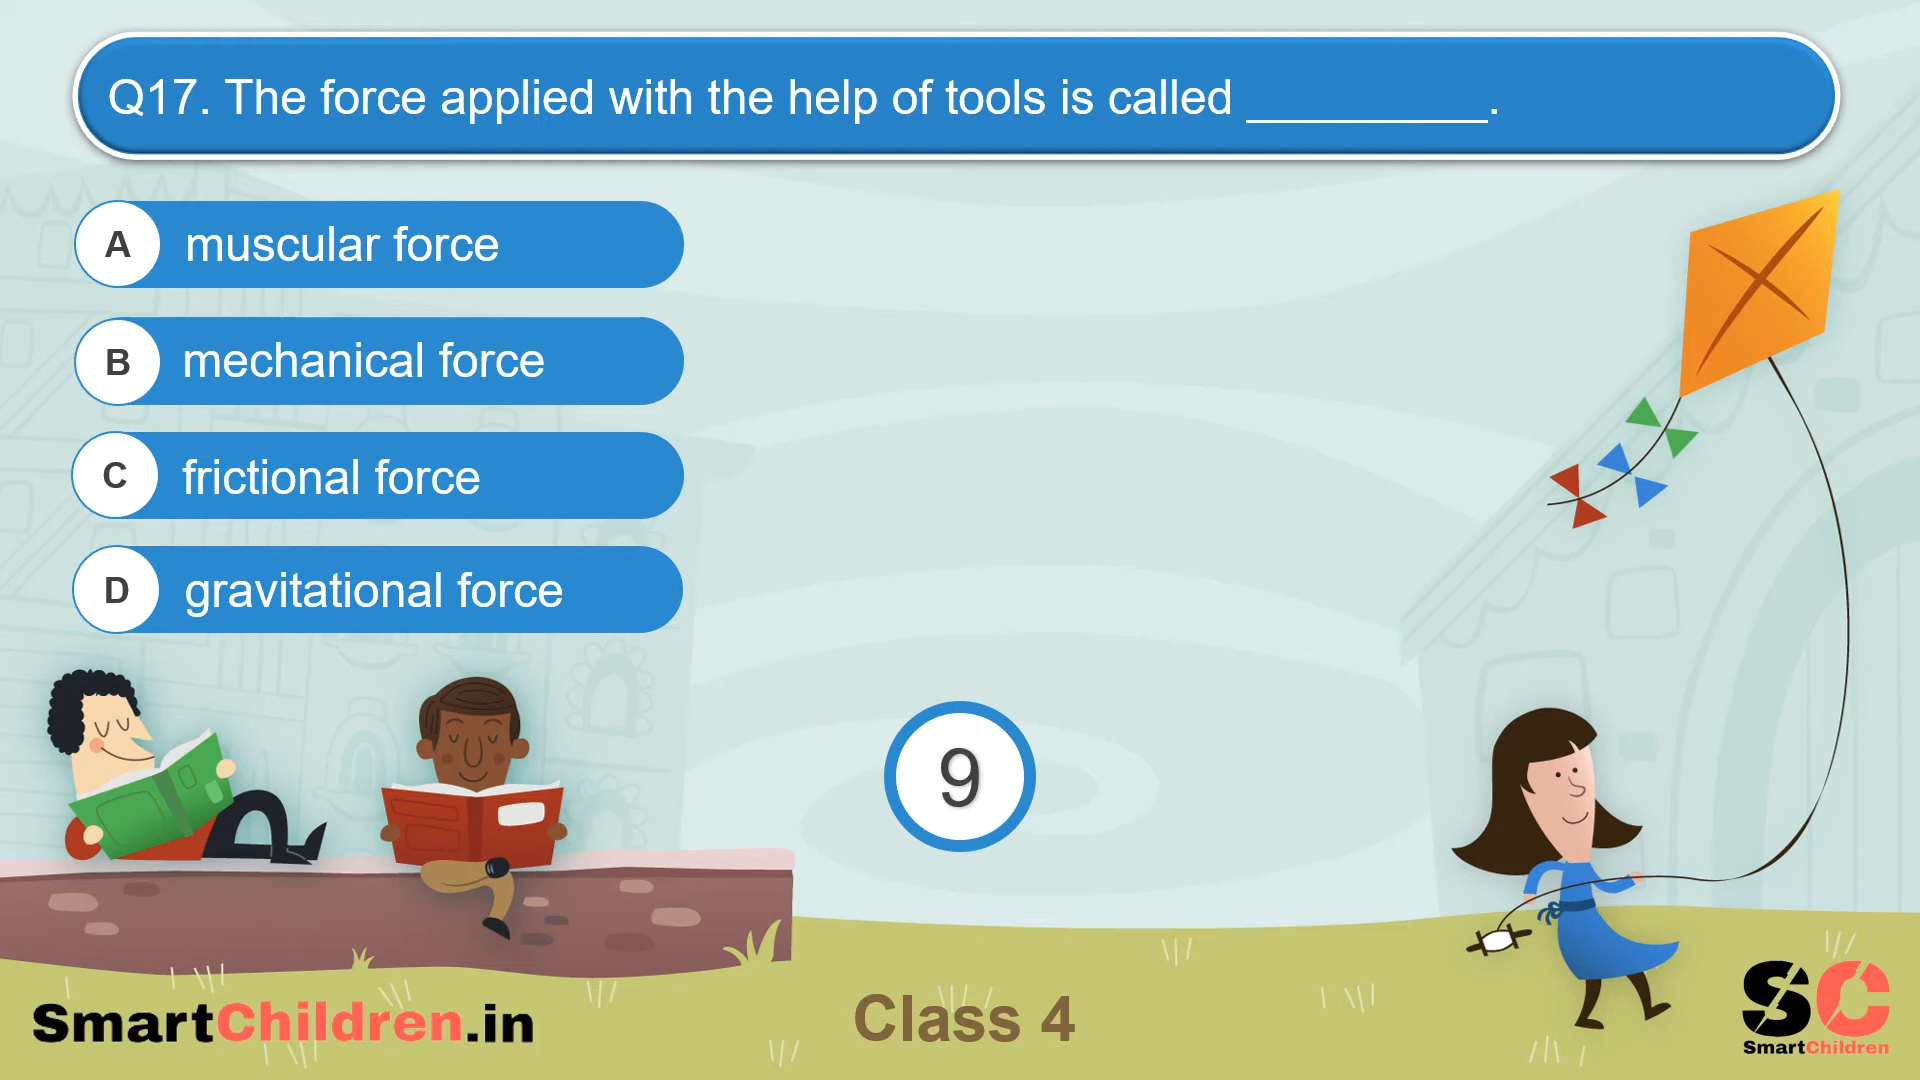 Q17. The force applied with the help of tools is called __________.
A muscular force
B mechanical force
C frictional force
D gravitational force
9
SmartChildren.in
Class 4
SC
SmartChildren